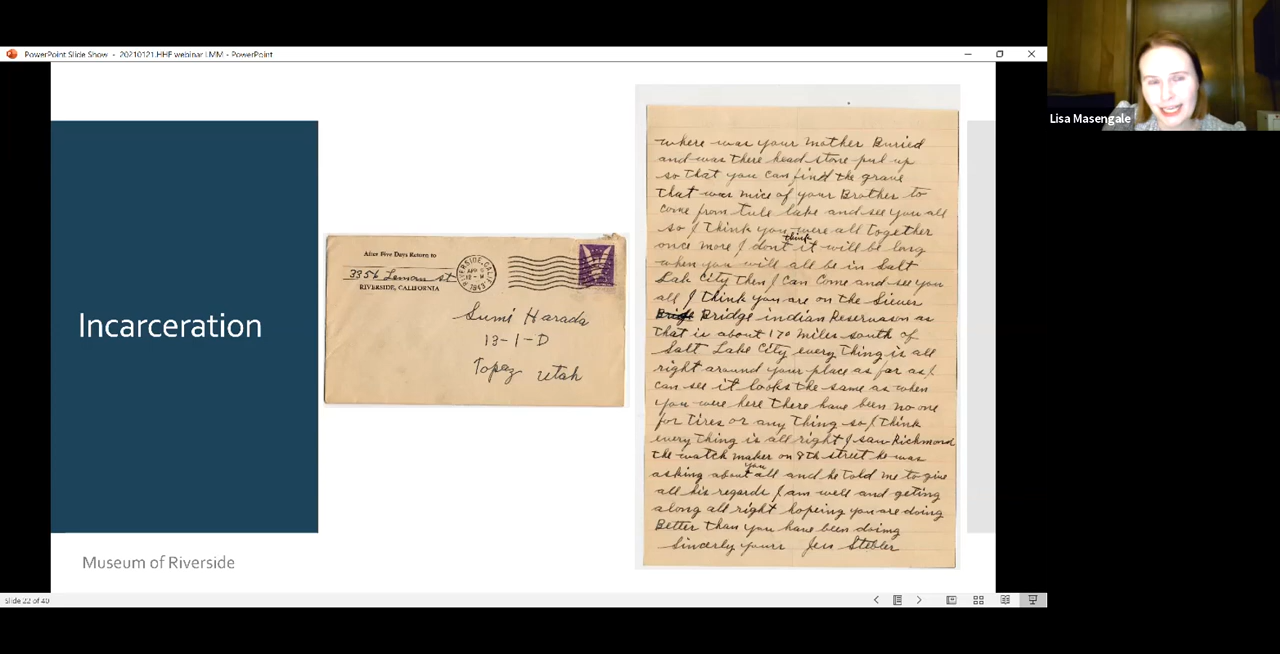 PowerPoint Slide Show - 20210121.HHF webinar LMM - PowerPoint
Lisa Masengale
Incarceration
After Five Days Return to
3356 Lemon st
RIVERSIDE, CALIFORNIA
RIVERSIDE, CALIF.
APR
1943
Sumi Harada
13-1-D
Topaz Utah
where was your mother Buried
and was there head stone put up
so that you can find the grave
that was nice of your Brother to
come from tule lake and see you all
so I think you were all together
think
once more I dont it will be long
when you will all be in Salt
Lak City then I can Come and see you
all I think you are on the Siever
Bridge indian Reservason as
that is about 170 miles south of
Salt Lake City every thing is all
right around your place as far as I
can see it looks the same as when
you were here there have been no one
for Tires or any thing so I think
every thing is all right I saw Richmond
the watch maker on 8th street he was
you
asking about all and he told me to give
all his regards I am well and geting
along all right hopeing you are doing
Better than you have been doing
Sincerly yours Jess Stebler
Museum of Riverside
Slide 22 of 40